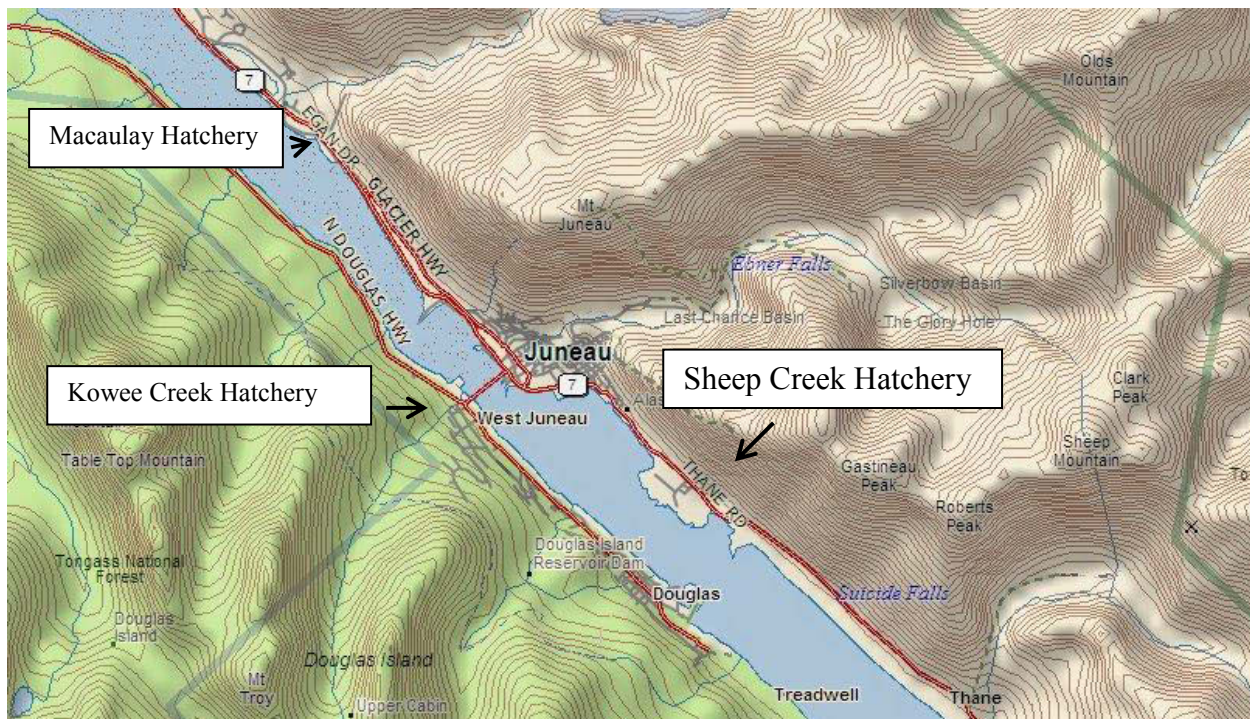 Olds
Mountain
7
Macaulay Hatchery
EGAN DR
GLACIER HWY
Mt
Juneau
N DOUGLAS HWY
Ebner Falls
Silverbow Basin
Last Chance Basin
The Glory Hole
Juneau
Sheep Creek Hatchery
Kowee Creek Hatchery
7
Clark
Peak
West Juneau
Table Top Mountain
Sheep
Mountain
THANE RD
Gastineau
Peak
Roberts
Peak
Tongass National
Forest
Douglas Island
Reservoir Dam
Douglas
Suicide Falls
Douglas
Island
Douglas Island
Mt
Troy
Upper Cabin
Treadwell
Thane